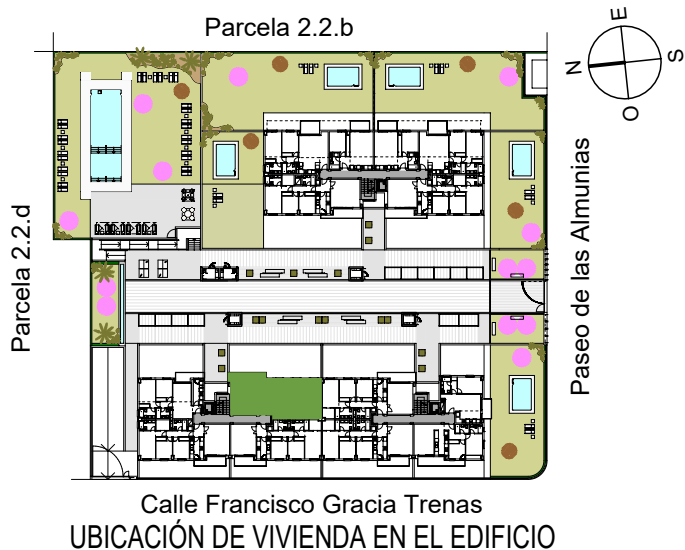 Parcela 2.2.b
E
N
S
O
Parcela 2.2.d
Paseo de las Almunias
Calle Francisco Gracia Trenas
UBICACIÓN DE VIVIENDA EN EL EDIFICIO